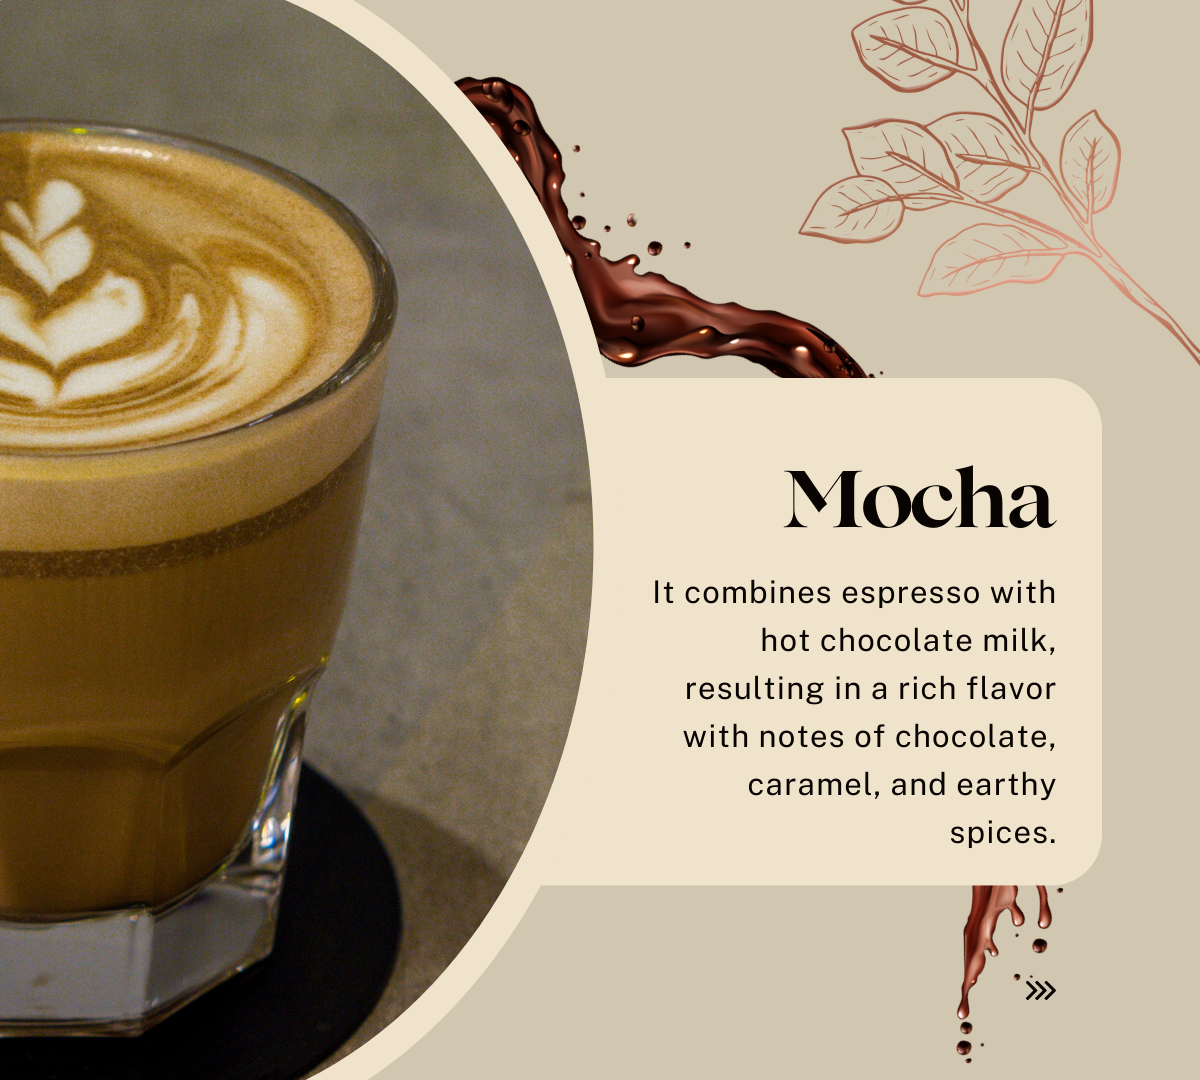 Mocha
It combines espresso with
hot chocolate milk,
resulting in a rich flavor
with notes of chocolate,
caramel, and earthy
spices.